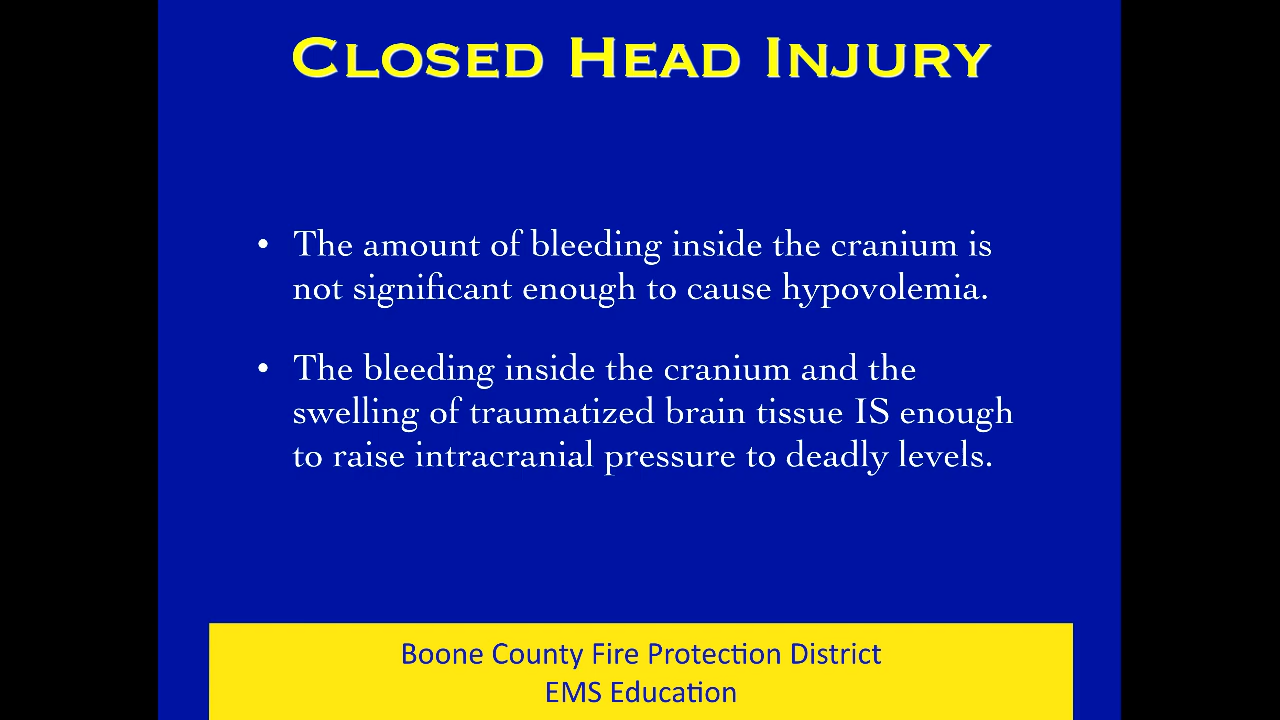 Closed Head Injury
• The amount of bleeding inside the cranium is
not significant enough to cause hypovolemia.
• The bleeding inside the cranium and the
swelling of traumatized brain tissue IS enough
to raise intracranial pressure to deadly levels.
Boone County Fire Protection District
EMS Education